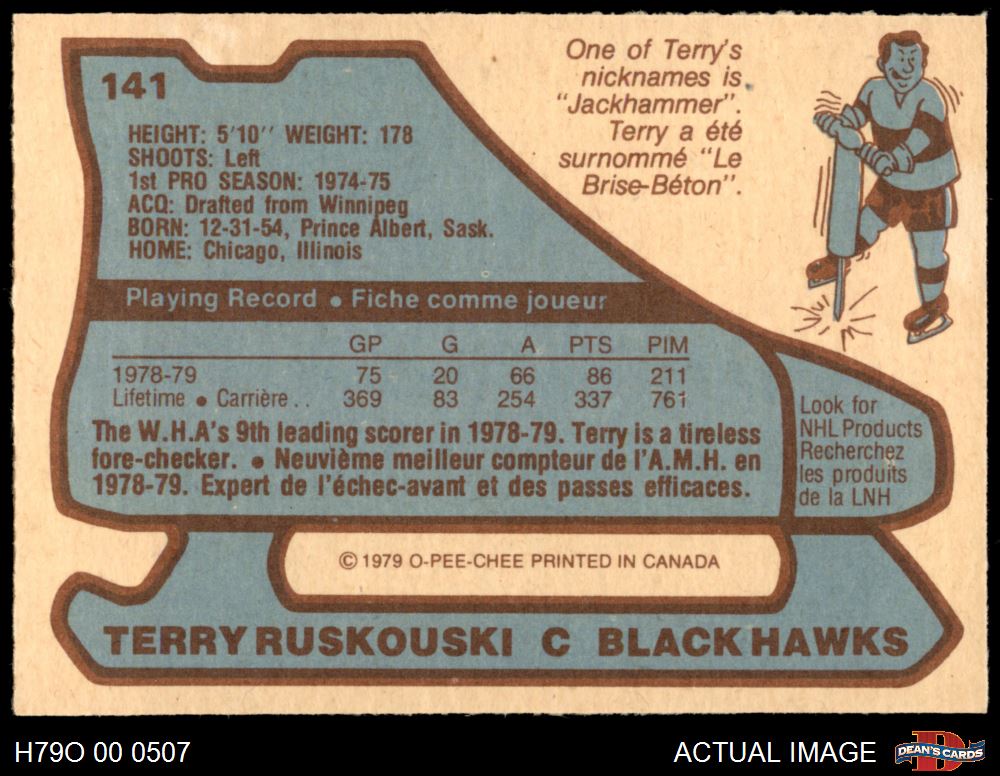 141
HEIGHT: 5'10'' WEIGHT: 178
SHOOTS: Left
1st PRO SEASON: 1974-75
ACQ: Drafted from Winnipeg
BORN: 12-31-54, Prince Albert, Sask.
HOME: Chicago, Illinois
One of Terry's
nicknames is
"Jackhammer".
Terry a été
surnommé "Le
Brise-Béton".
Playing Record ● Fiche comme joueur
GP G A PTS PIM
1978-79 75 20 66 86 211
Lifetime ● Carrière . . 369 83 254 337 761
The W.H.A's 9th leading scorer in 1978-79. Terry is a tireless
fore-checker. ● Neuvième meilleur compteur de l'A.M.H. en
1978-79. Expert de l'échec-avant et des passes efficaces.
Look for
NHL Products
Recherchez
les produits
de la LNH
© 1979 O-PEE-CHEE PRINTED IN CANADA
TERRY RUSKOUSKI C BLACK HAWKS
H79O 00 0507
ACTUAL IMAGE
DEAN'S CARDS